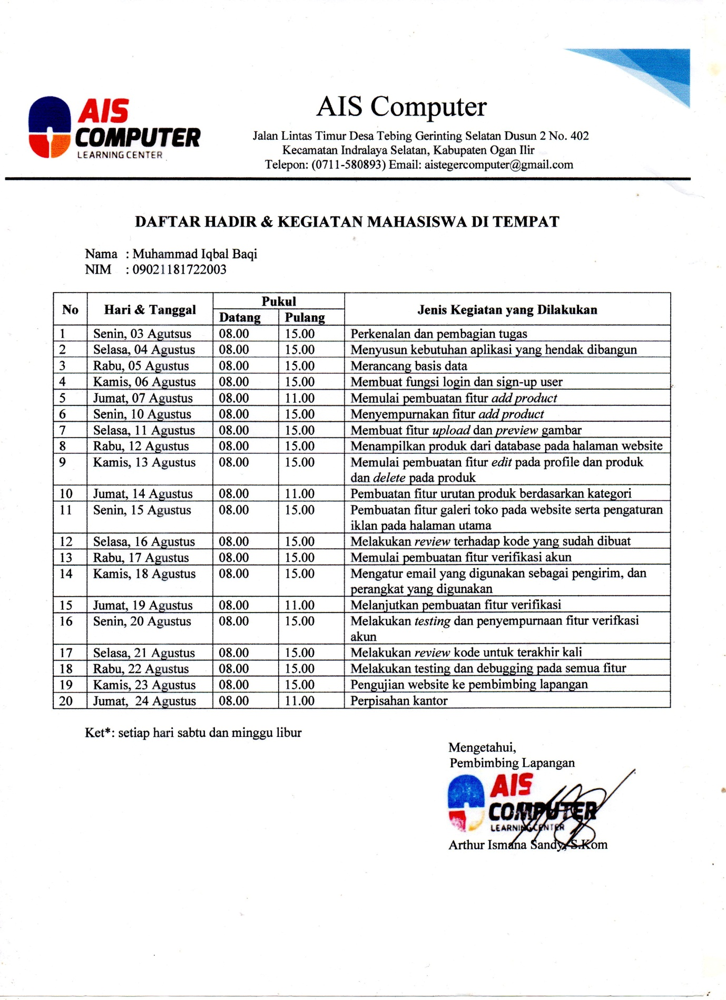 AIS
COMPUTER
LEARNING CENTER
AIS Computer
Jalan Lintas Timur Desa Tebing Gerinting Selatan Dusun 2 No. 402
Kecamatan Indralaya Selatan, Kabupaten Ogan Ilir
Telepon: (0711-580893) Email: aistegercomputer@gmail.com
DAFTAR HADIR & KEGIATAN MAHASISWA DI TEMPAT
Nama : Muhammad Iqbal Baqi
NIM : 09021181722003
No Hari & Tanggal Pukul Jenis Kegiatan yang Dilakukan
Datang Pulang
1 Senin, 03 Agutsus 08.00 15.00 Perkenalan dan pembagian tugas
2 Selasa, 04 Agustus 08.00 15.00 Menyusun kebutuhan aplikasi yang hendak dibangun
3 Rabu, 05 Agustus 08.00 15.00 Merancang basis data
4 Kamis, 06 Agustus 08.00 15.00 Membuat fungsi login dan sign-up user
5 Jumat, 07 Agustus 08.00 11.00 Memulai pembuatan fitur add product
6 Senin, 10 Agustus 08.00 15.00 Menyempurnakan fitur add product
7 Selasa, 11 Agustus 08.00 15.00 Membuat fitur upload dan preview gambar
8 Rabu, 12 Agustus 08.00 15.00 Menampilkan produk dari database pada halaman website
9 Kamis, 13 Agustus 08.00 15.00 Memulai pembuatan fitur edit pada profile dan produk
dan delete pada produk
10 Jumat, 14 Agustus 08.00 11.00 Pembuatan fitur urutan produk berdasarkan kategori
11 Senin, 15 Agustus 08.00 15.00 Pembuatan fitur galeri toko pada website serta pengaturan
iklan pada halaman utama
12 Selasa, 16 Agustus 08.00 15.00 Melakukan review terhadap kode yang sudah dibuat
13 Rabu, 17 Agustus 08.00 15.00 Memulai pembuatan fitur verifikasi akun
14 Kamis, 18 Agustus 08.00 15.00 Mengatur email yang digunakan sebagai pengirim, dan
perangkat yang digunakan
15 Jumat, 19 Agustus 08.00 11.00 Melanjutkan pembuatan fitur verifikasi
16 Senin, 20 Agustus 08.00 15.00 Melakukan testing dan penyempurnaan fitur verifkasi
akun
17 Selasa, 21 Agustus 08.00 15.00 Melakukan review kode untuk terakhir kali
18 Rabu, 22 Agustus 08.00 15.00 Melakukan testing dan debugging pada semua fitur
19 Kamis, 23 Agustus 08.00 15.00 Pengujian website ke pembimbing lapangan
20 Jumat, 24 Agustus 08.00 11.00 Perpisahan kantor
Ket*: setiap hari sabtu dan minggu libur
Mengetahui,
Pembimbing Lapangan
AIS
COMPUTER
LEARNING CENTER
Arthur Ismana Sandy, S.Kom